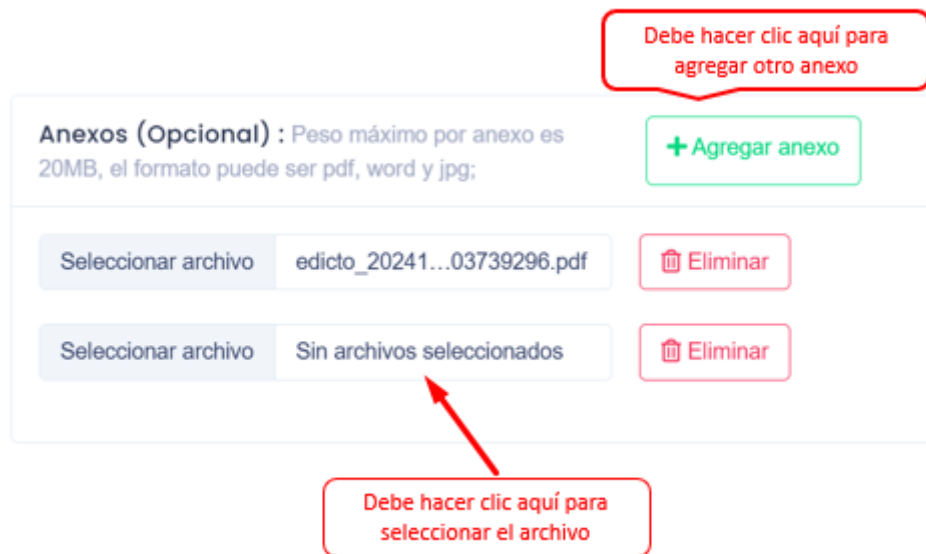 Debe hacer clic aquí para
agregar otro anexo
Anexos (Opcional) : Peso máximo por anexo es
20MB, el formato puede ser pdf, word y jpg;
+ Agregar anexo
Seleccionar archivo edicto_20241...03739296.pdf Eliminar
Seleccionar archivo Sin archivos seleccionados Eliminar
Debe hacer clic aquí para
seleccionar el archivo